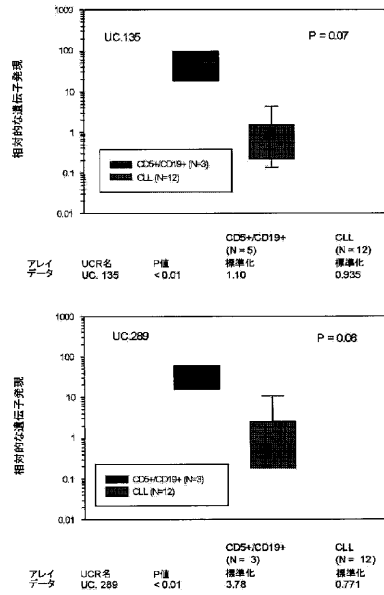 相対的な遺伝子発現
1000
100
10
1
0.1
0.01
UC.135
P = 0.07
CD5+/CD19+ (N=3)
CLL (N=12)
CD5+/CD19+ CLL
(N = 5) (N = 12)
アレイ UCR名 P値 標準化 標準化
データ UC. 135 < 0.01 1.10 0.935
相対的な遺伝子発現
1000
100
10
1
0.1
0.01
UC.289
P = 0.06
CD5+/CD19+ (N=3)
CLL (N=12)
CD5+/CD19+ CLL
(N = 3) (N = 12)
アレイ UCR名 P値 標準化 標準化
データ UC. 289 < 0.01 3.78 0.771